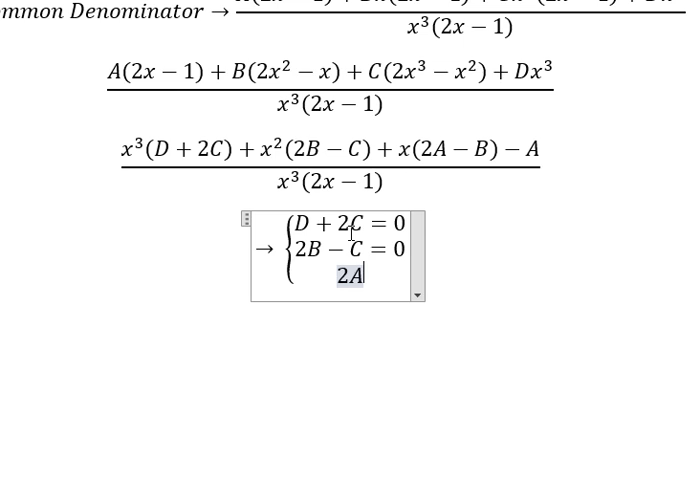 mmon Denominator →
x³(2x − 1)
A(2x − 1) + B(2x² − x) + C(2x³ − x²) + Dx³
x³(2x − 1)
x³(D + 2C) + x²(2B − C) + x(2A − B) − A
x³(2x − 1)
D + 2C = 0
→ { 2B − C = 0
2A